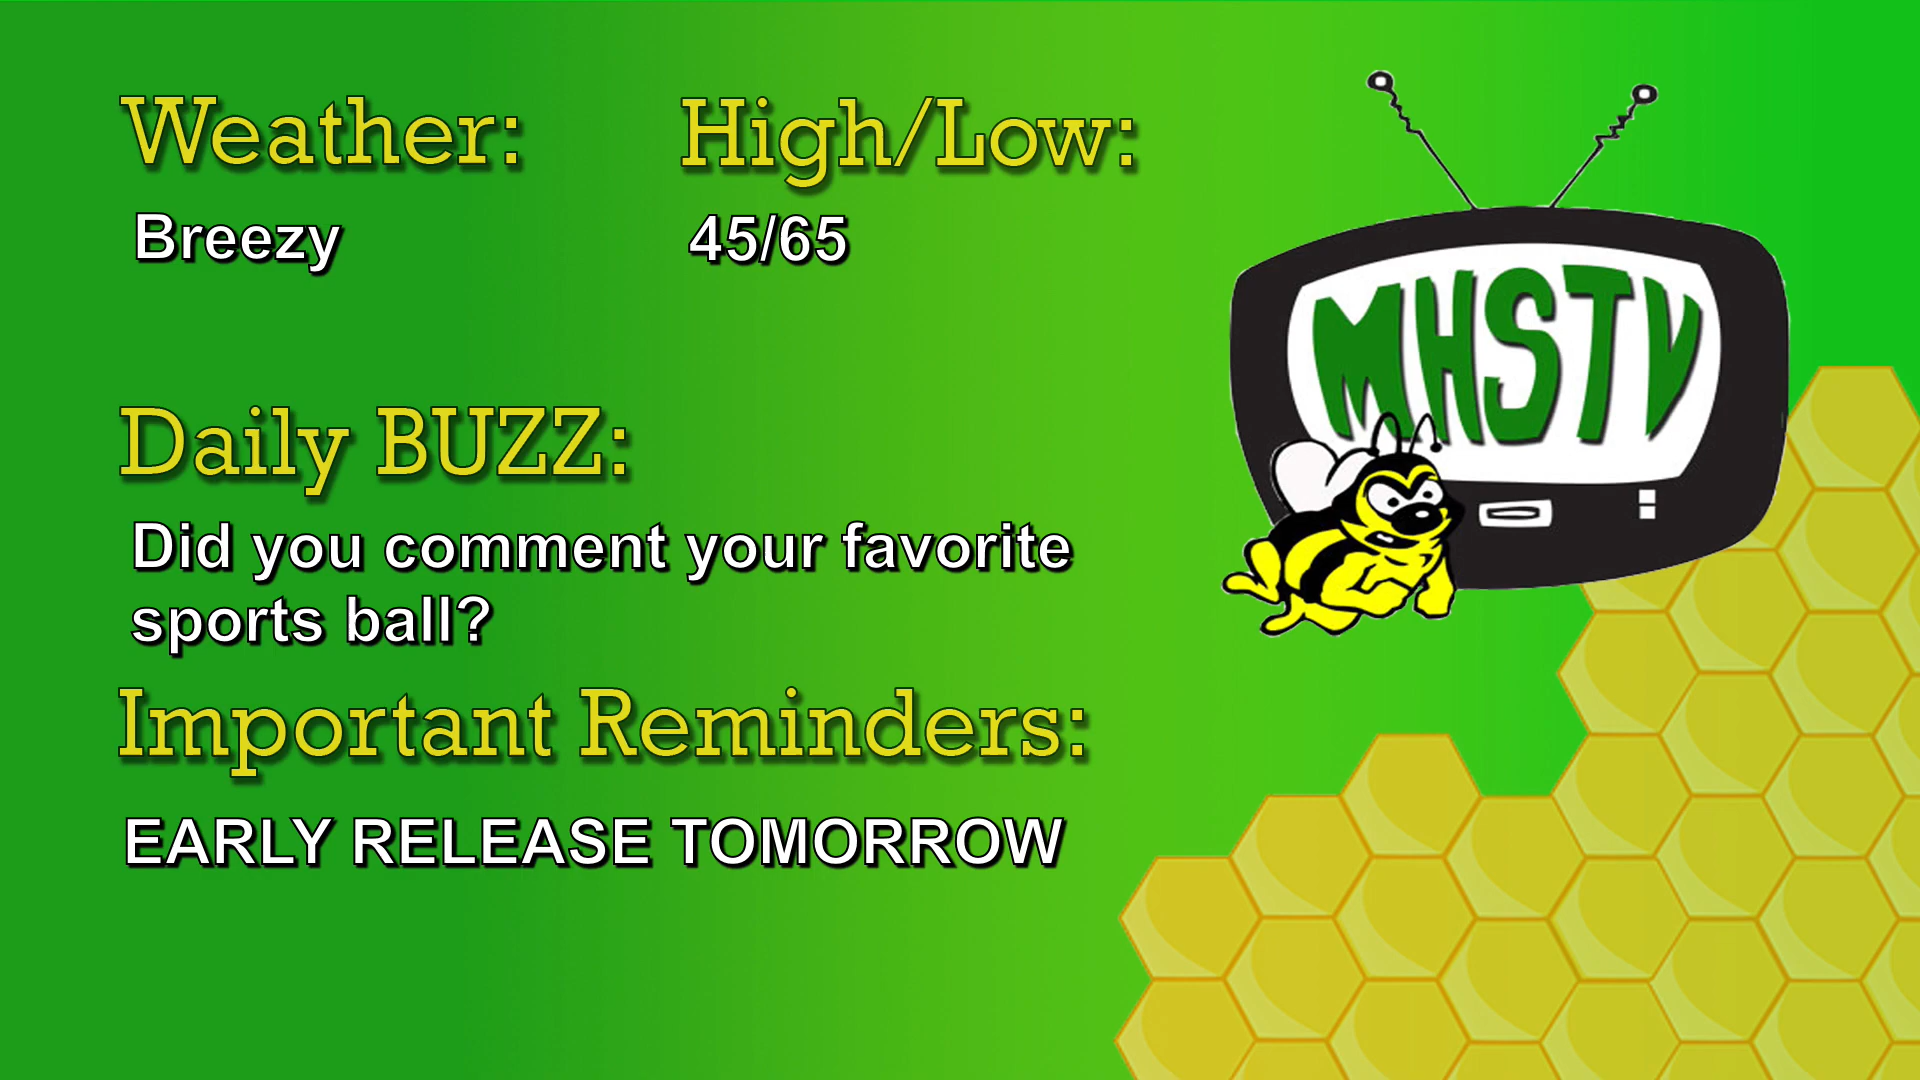 Weather:
High/Low:
Breezy
45/65
MHSTV
Daily BUZZ:
Did you comment your favorite
sports ball?
Important Reminders:
EARLY RELEASE TOMORROW